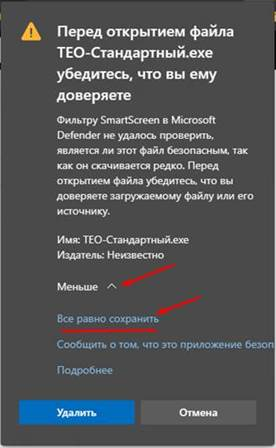 Перед открытием файла
ТЕО-Стандартный.exe
убедитесь, что вы ему
доверяете
Фильтру SmartScreen в Microsoft
Defender не удалось проверить,
является ли этот файл безопасным, так
как он скачивается редко. Перед
открытием файла убедитесь, что вы
доверяете загружаемому файлу или его
источнику.
Имя: ТЕО-Стандартный.exe
Издатель: Неизвестно
Меньше
Все равно сохранить
Сообщить о том, что это приложение безоп
Подробнее
Удалить
Отмена